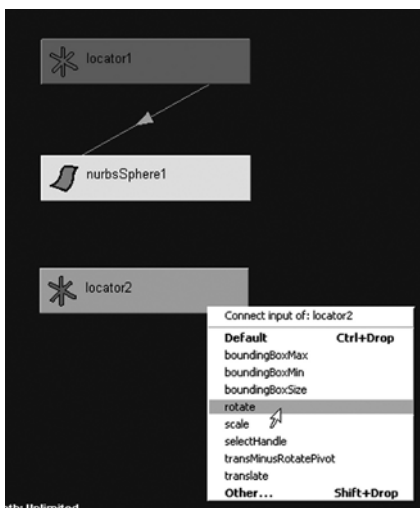 locator1
nurbsSphere1
locator2
Connect input of: locator2
Default Ctrl+Drop
boundingBoxMax
boundingBoxMin
boundingBoxSize
rotate
scale
selectHandle
transMinusRotatePivot
translate
Other... Shift+Drop
Unlimited